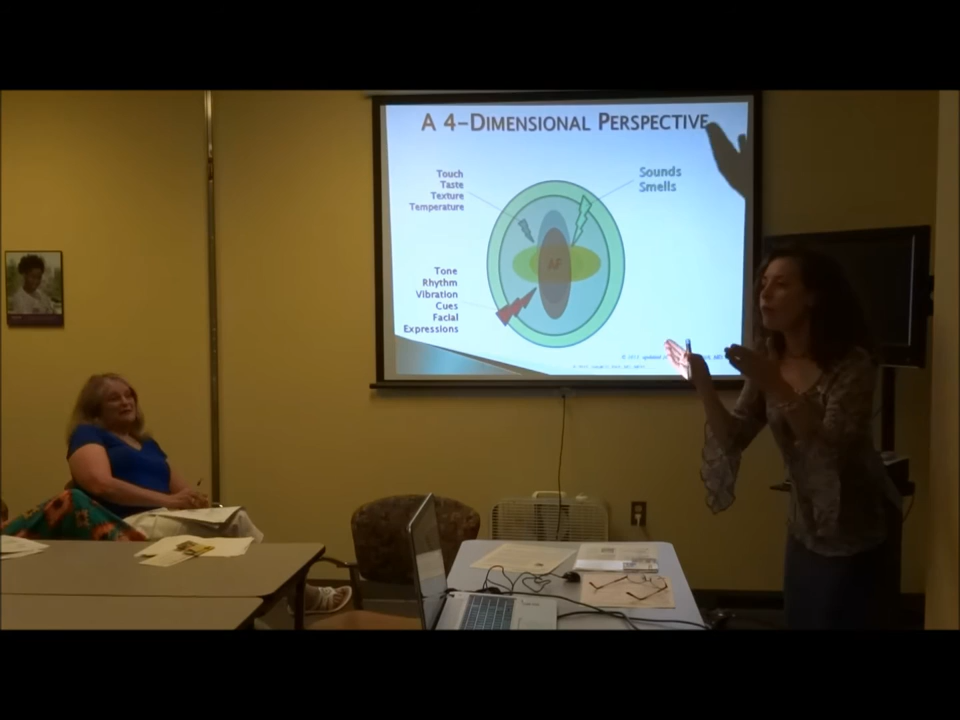 A 4-Dimensional Perspective
Touch
Taste
Texture
Temperature
Sounds
Smells
Tone
Rhythm
Vibration
Cues
Facial
Expressions